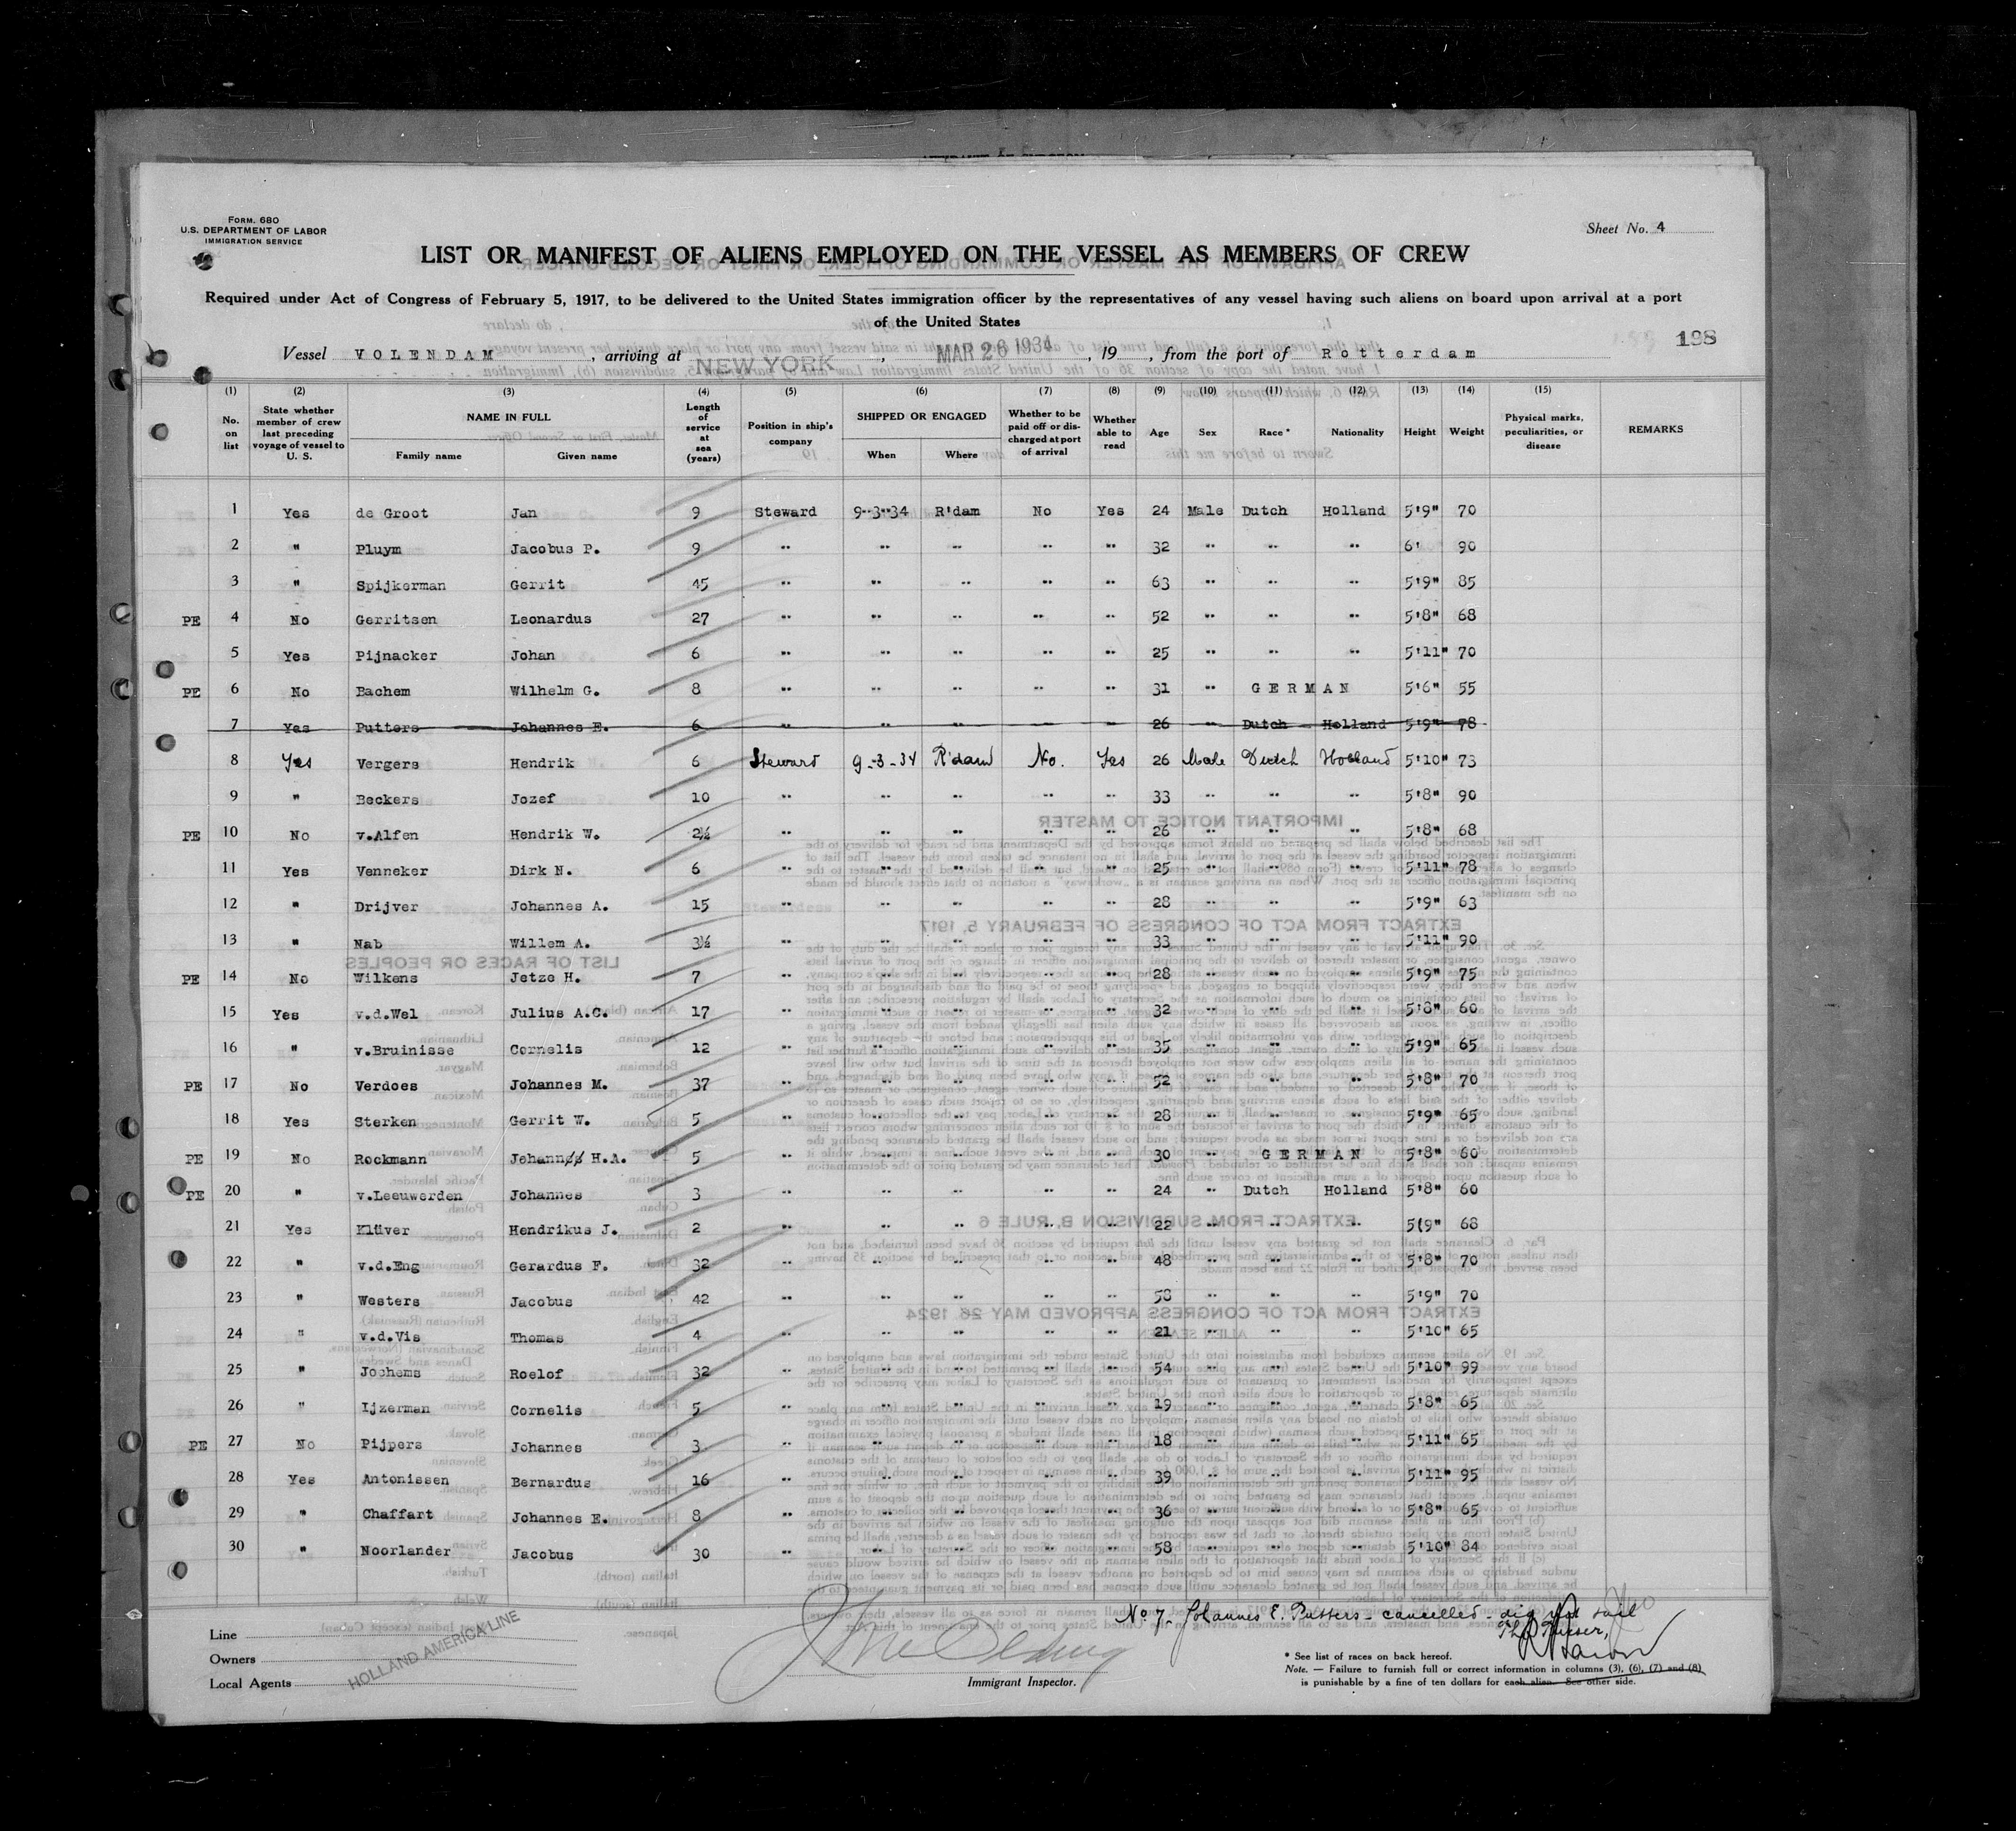 FORM. 680
U.S. DEPARTMENT OF LABOR
IMMIGRATION SERVICE
Sheet No. 4
LIST OR MANIFEST OF ALIENS EMPLOYED ON THE VESSEL AS MEMBERS OF CREW
Required under Act of Congress of February 5, 1917, to be delivered to the United States immigration officer by the representatives of any vessel having such aliens on board upon arrival at a port
of the United States
198
Vessel VOLENDAM, arriving at NEW YORK, MAR 26 1934, 19, from the port of Rotterdam
(1) (2) (3) (4) (5) (6) (7) (8) (9) (10) (11) (12) (13) (14) (15)
No. on list State whether member of crew last preceding voyage of vessel to U. S. NAME IN FULL Family name Given name Length of service at sea (years) Position in ship's company SHIPPED OR ENGAGED When Where Whether to be paid off or discharged at port of arrival Whether able to read Age Sex Race * Nationality Height Weight Physical marks, peculiarities, or disease REMARKS
1 Yes de Groot Jan 9 Steward 9-3-34 R'dam No Yes 24 Male Dutch Holland 5'9" 70
2 " Pluym Jacobus P. 9 " " " " " 32 " " " 6' 90
3 " Spijkerman Gerrit 45 " " " " " 63 " " " 5'9" 85
PE 4 No Gerritsen Leonardus 27 " " " " " 52 " " " 5'8" 68
5 Yes Pijnacker Johan 6 " " " " " 25 " " " 5'11" 70
PE 6 No Bachem Wilhelm G. 8 " " " " " 31 " GERMAN 5'6" 55
7 Yes Putters Johannes E. 6 " " " " " 26 " Dutch Holland 5'9" 78
8 Yes Vergers Hendrik 6 Steward 9-3-34 R'dam No. Yes 26 Male Dutch Holland 5'10" 73
9 " Beckers Jozef 10 " " " " " 33 " " " 5'8" 90
PE 10 No v.Alfen Hendrik W. 2½ " " " " " 26 " " " 5'8" 68
11 Yes Venneker Dirk N. 6 " " " " " 25 " " " 5'11" 78
12 " Drijver Johannes A. 15 " " " " " 28 " " " 5'9" 63
13 " Nab Willem A. 3½ " " " " " 33 " " " 5'11" 90
PE 14 No Wilkens Jetze H. 7 " " " " " 28 " " " 5'9" 75
15 Yes v.d.Wel Julius A.C. 17 " " " " " 32 " " " 5'8" 60
16 " v.Bruinisse Cornelis 12 " " " " " 35 " " " 5'9" 65
PE 17 No Verdoes Johannes M. 37 " " " " " 52 " " " 5'8" 70
18 Yes Sterken Gerrit W. 5 " " " " " 28 " " " 5'9" 65
PE 19 No Rockmann Johann H.A. 5 " " " " " 30 " GERMAN 5'8" 60
PE 20 " v.Leeuwerden Johannes 3 " " " " " 24 " Dutch Holland 5'8" 60
21 Yes Klüver Hendrikus J. 2 " " " " " 22 " " " 5(9" 68
22 " v.d.Eng Gerardus F. 32 " " " " " 48 " " " 5'8" 70
23 " Westers Jacobus 42 " " " " " 58 " " " 5'9" 70
24 " v.d.Vis Thomas 4 " " " " " 21 " " " 5'10" 65
25 " Jochems Roelof 32 " " " " " 54 " " " 5'10" 99
26 " Ijzerman Cornelis 5 " " " " " 19 " " " 5'8" 65
PE 27 No Pijpers Johannes 3 " " " " " 18 " " " 5'11" 65
28 Yes Antonissen Bernardus 16 " " " " " 39 " " " 5'11" 95
29 " Chaffart Johannes E. 8 " " " " " 36 " " " 5'8" 65
30 " Noorlander Jacobus 30 " " " " " 58 " " " 5'10" 84
No 7. Johannes E. Putters - cancelled - did not sail
Line
Owners
Local Agents
HOLLAND AMERICA LINE
Immigrant Inspector.
* See list of races on back hereof.
Note. — Failure to furnish full or correct information in columns (3), (6), (7) and (8)
is punishable by a fine of ten dollars for each alien. See other side.